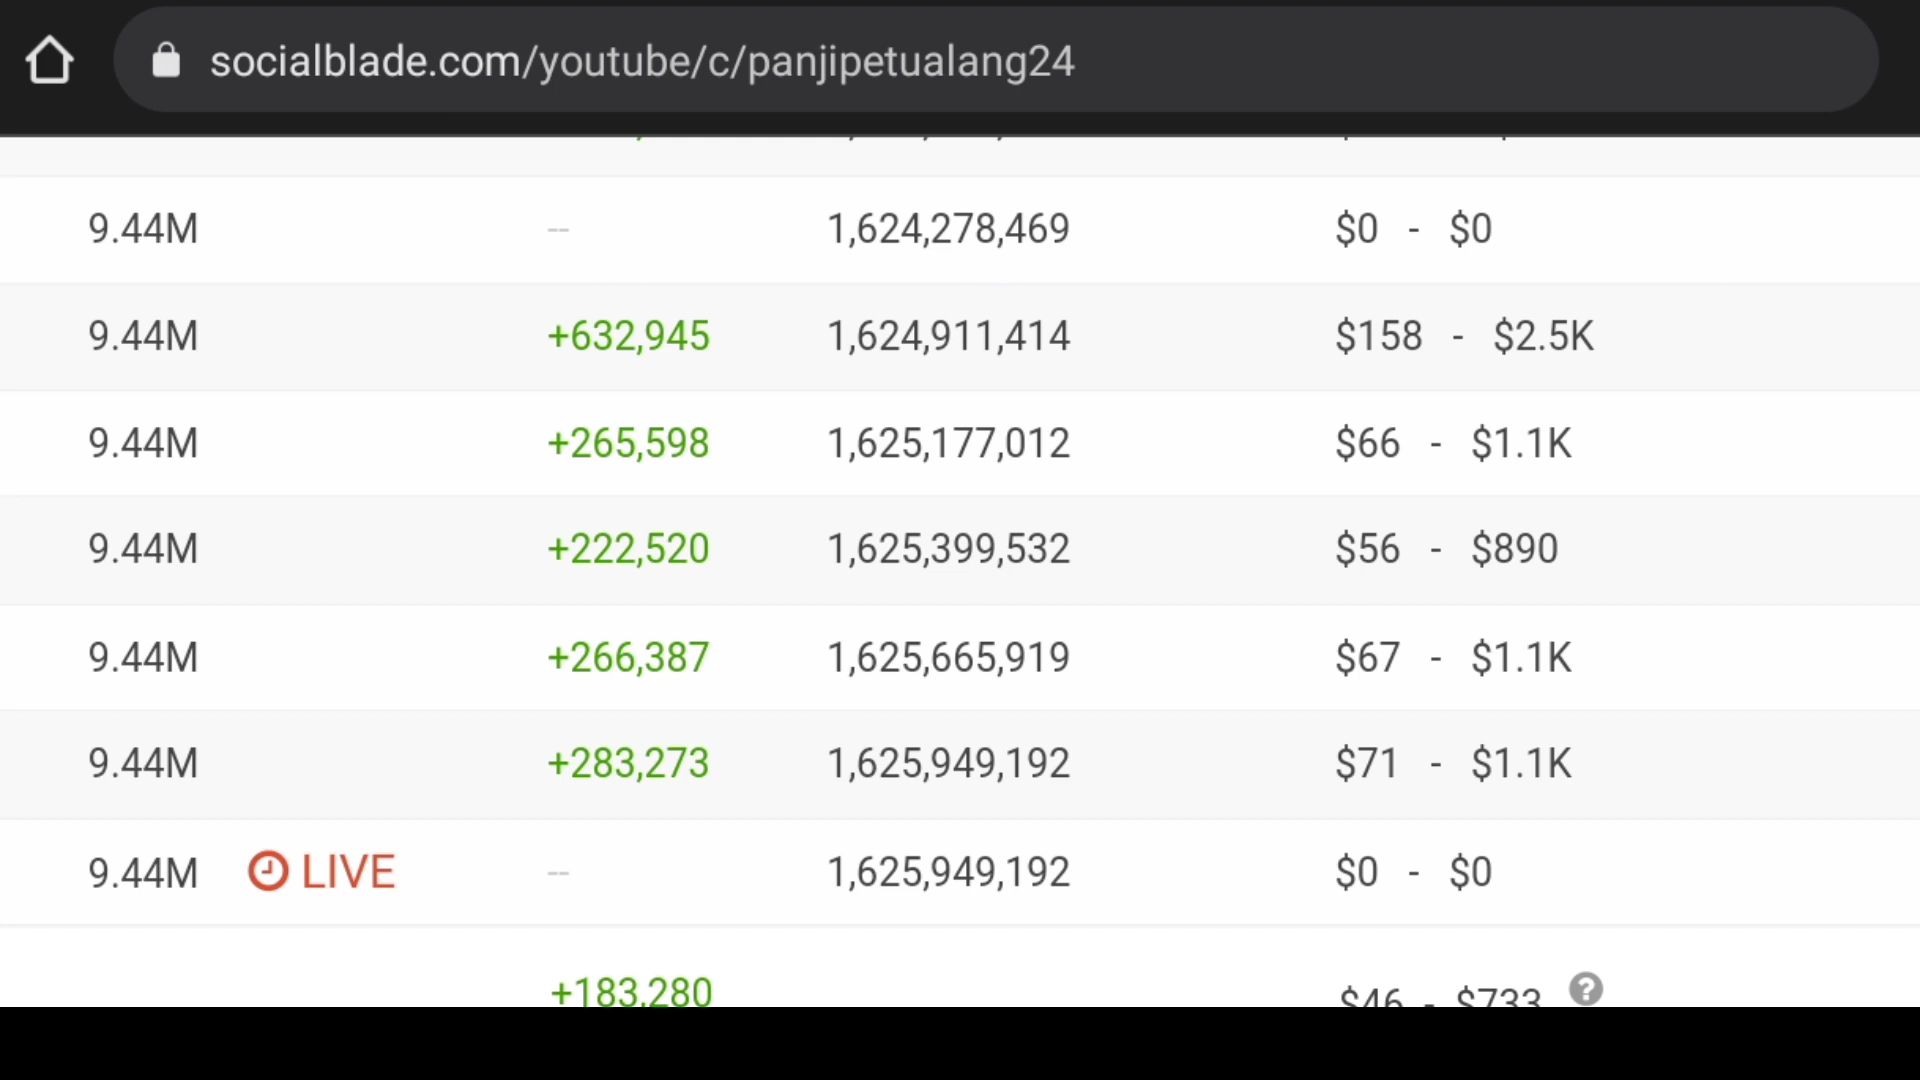 socialblade.com/youtube/c/panjipetualang24
9.44M -- 1,624,278,469 $0 - $0
9.44M +632,945 1,624,911,414 $158 - $2.5K
9.44M +265,598 1,625,177,012 $66 - $1.1K
9.44M +222,520 1,625,399,532 $56 - $890
9.44M +266,387 1,625,665,919 $67 - $1.1K
9.44M +283,273 1,625,949,192 $71 - $1.1K
9.44M LIVE -- 1,625,949,192 $0 - $0
+183,280 $46 - $733 ?